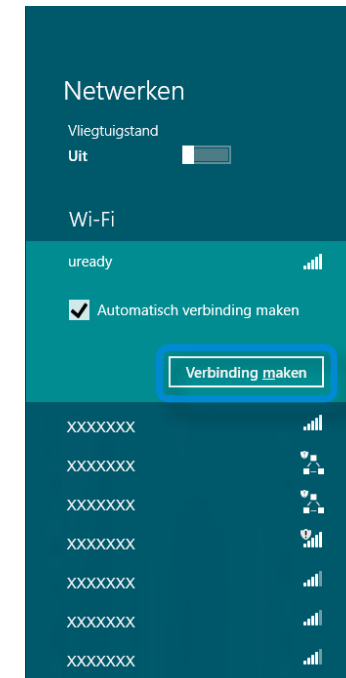 Netwerken
Vliegtuigstand
Uit
Wi-Fi
uready
Automatisch verbinding maken
Verbinding maken
xxxxxxx
xxxxxxx
xxxxxxx
xxxxxxx
xxxxxxx
xxxxxxx
xxxxxxx